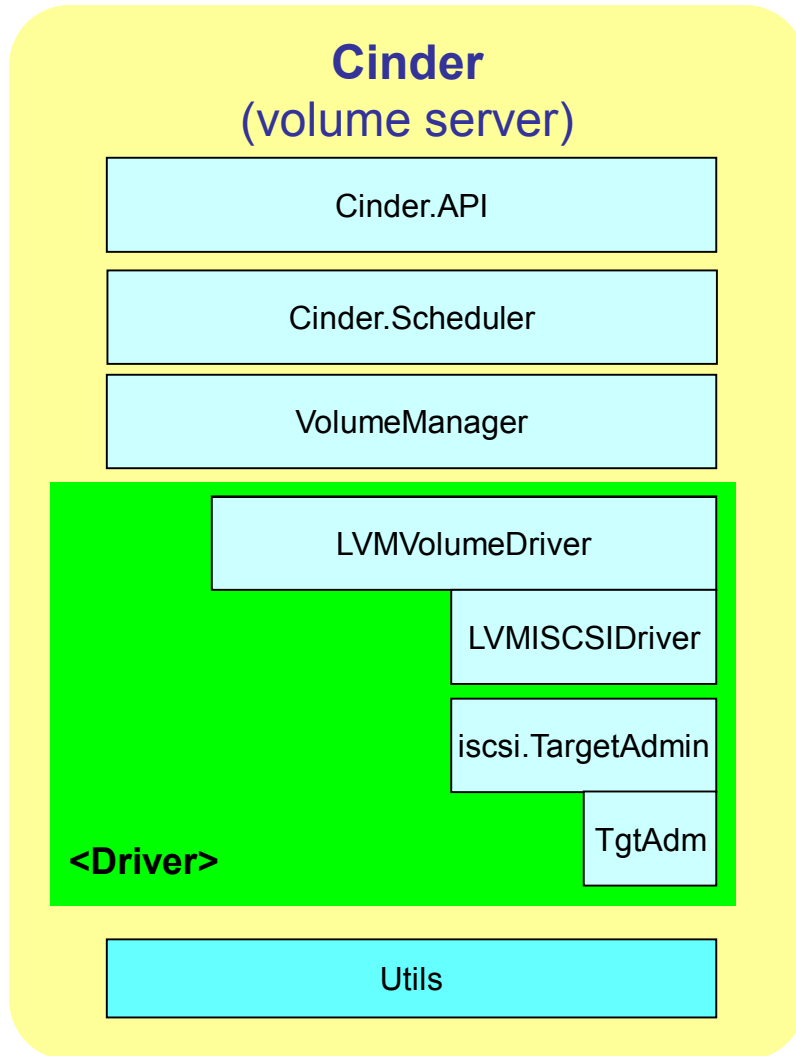 Cinder
(volume server)
Cinder.API
Cinder.Scheduler
VolumeManager
LVMVolumeDriver
LVMISCSIDriver
iscsi.TargetAdmin
TgtAdm
<Driver>
Utils